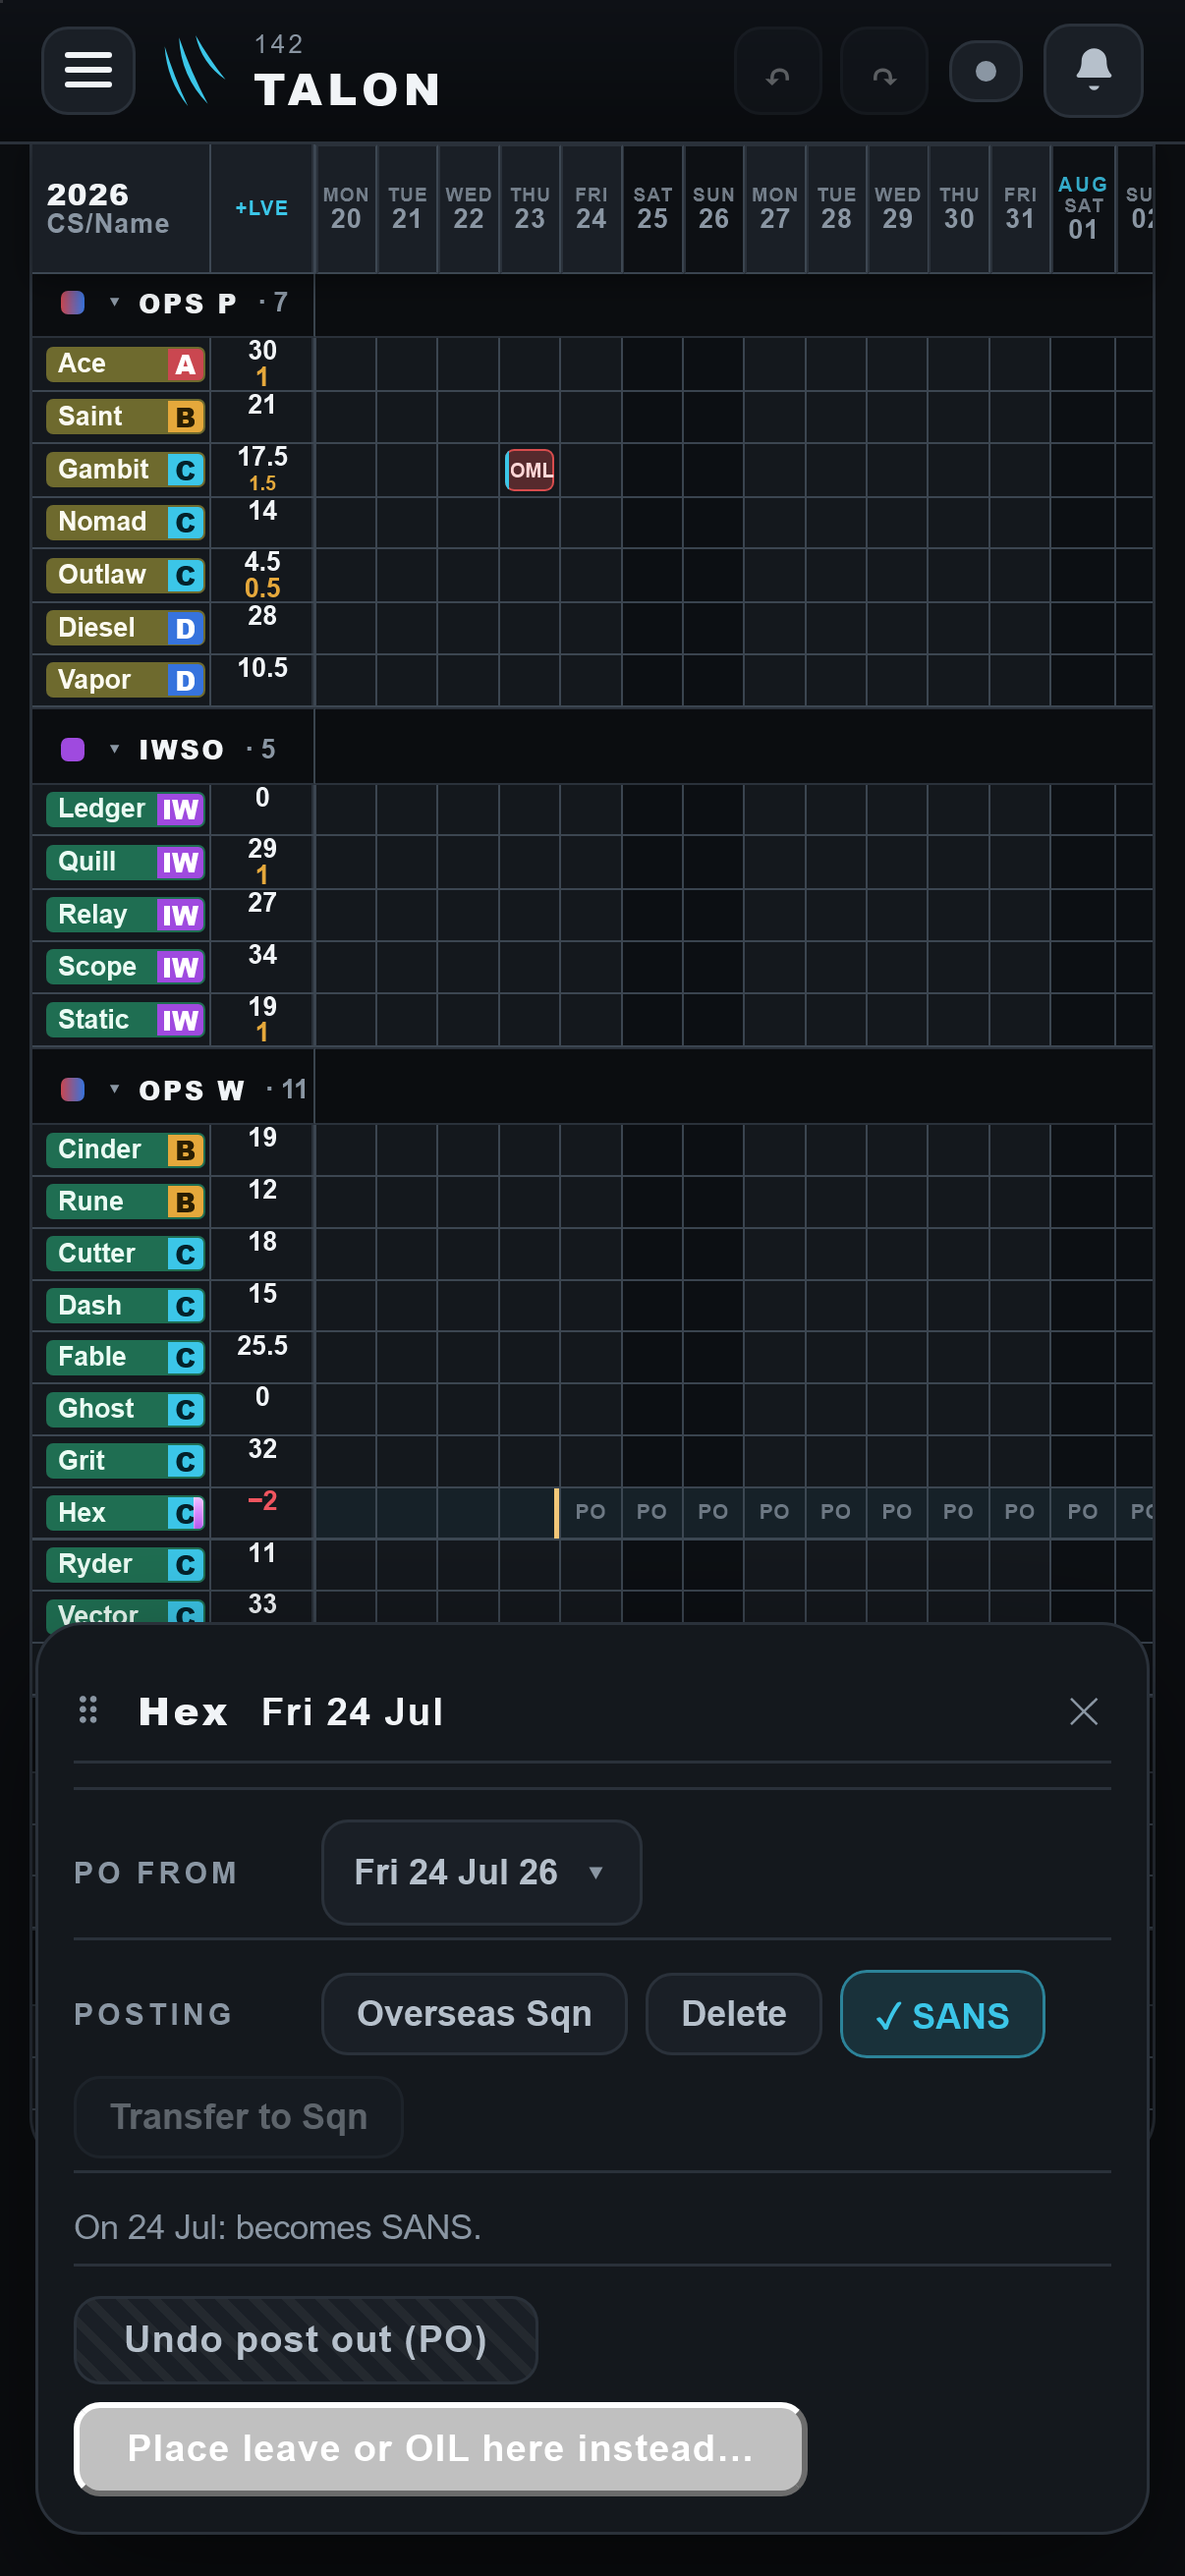 142
TALON
2026
CS/Name
+LVE
MON 20
TUE 21
WED 22
THU 23
FRI 24
SAT 25
SUN 26
MON 27
TUE 28
WED 29
THU 30
FRI 31
AUG SAT 01
SU 02
▼ OPS P · 7
Ace A 30 1
Saint B 21
Gambit C 17.5 1.5 OML
Nomad C 14
Outlaw C 4.5 0.5
Diesel D 28
Vapor D 10.5
▼ IWSO · 5
Ledger IW 0
Quill IW 29 1
Relay IW 27
Scope IW 34
Static IW 19 1
▼ OPS W · 11
Cinder B 19
Rune B 12
Cutter C 18
Dash C 15
Fable C 25.5
Ghost C 0
Grit C 32
Hex C −2 PO PO PO PO PO PO PO PO PO PO
Ryder C 11
Vector C 33
Hex Fri 24 Jul
PO FROM Fri 24 Jul 26 ▼
POSTING Overseas Sqn Delete ✓ SANS
Transfer to Sqn
On 24 Jul: becomes SANS.
Undo post out (PO)
Place leave or OIL here instead...